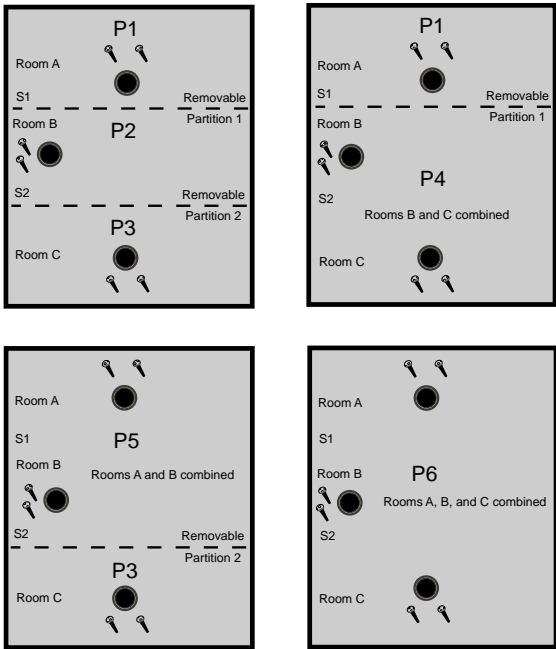 P1
Room A
S1
Removable
Partition 1
Room B
P2
S2
Removable
Partition 2
P3
Room C
P1
Room A
S1
Removable
Partition 1
Room B
P4
S2
Rooms B and C combined
Room C
Room A
S1
P5
Room B
Rooms A and B combined
S2
Removable
Partition 2
P3
Room C
Room A
S1
Room B
P6
Rooms A, B, and C combined
S2
Room C